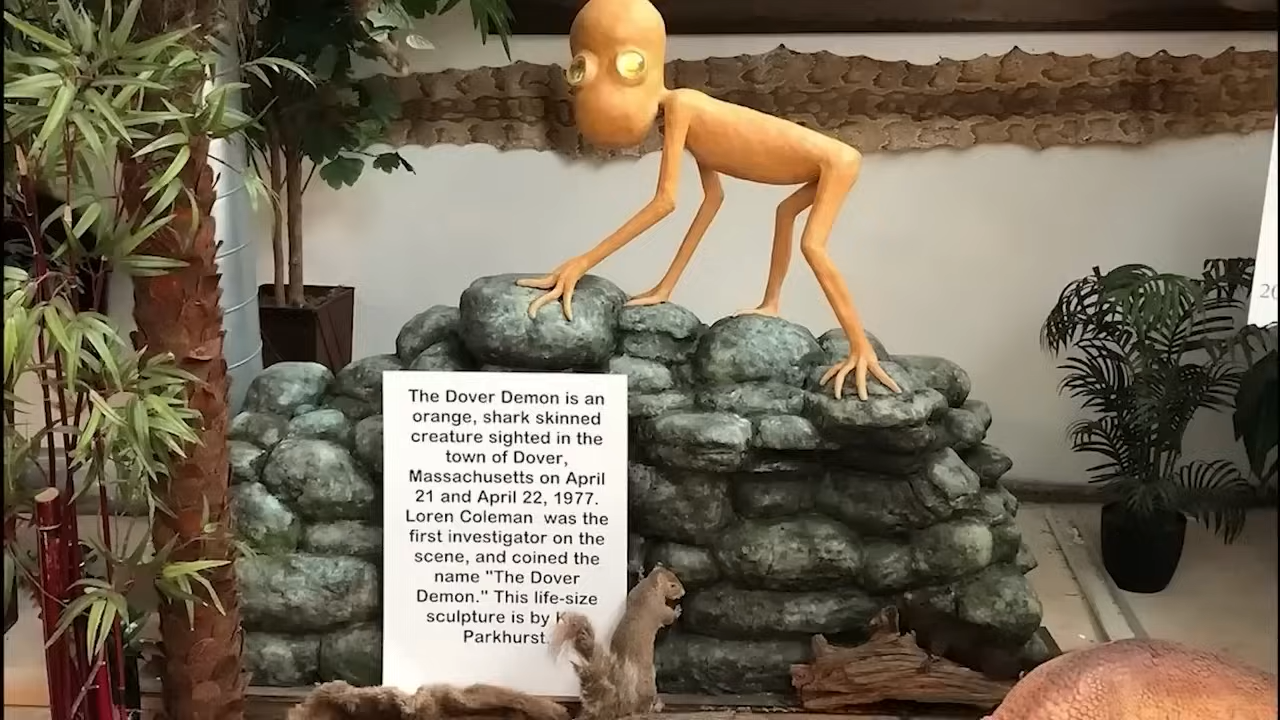 The Dover Demon is an
orange, shark skinned
creature sighted in the
town of Dover,
Massachusetts on April
21 and April 22, 1977.
Loren Coleman was the
first investigator on the
scene, and coined the
name "The Dover
Demon." This life-size
sculpture is by
Parkhurst.